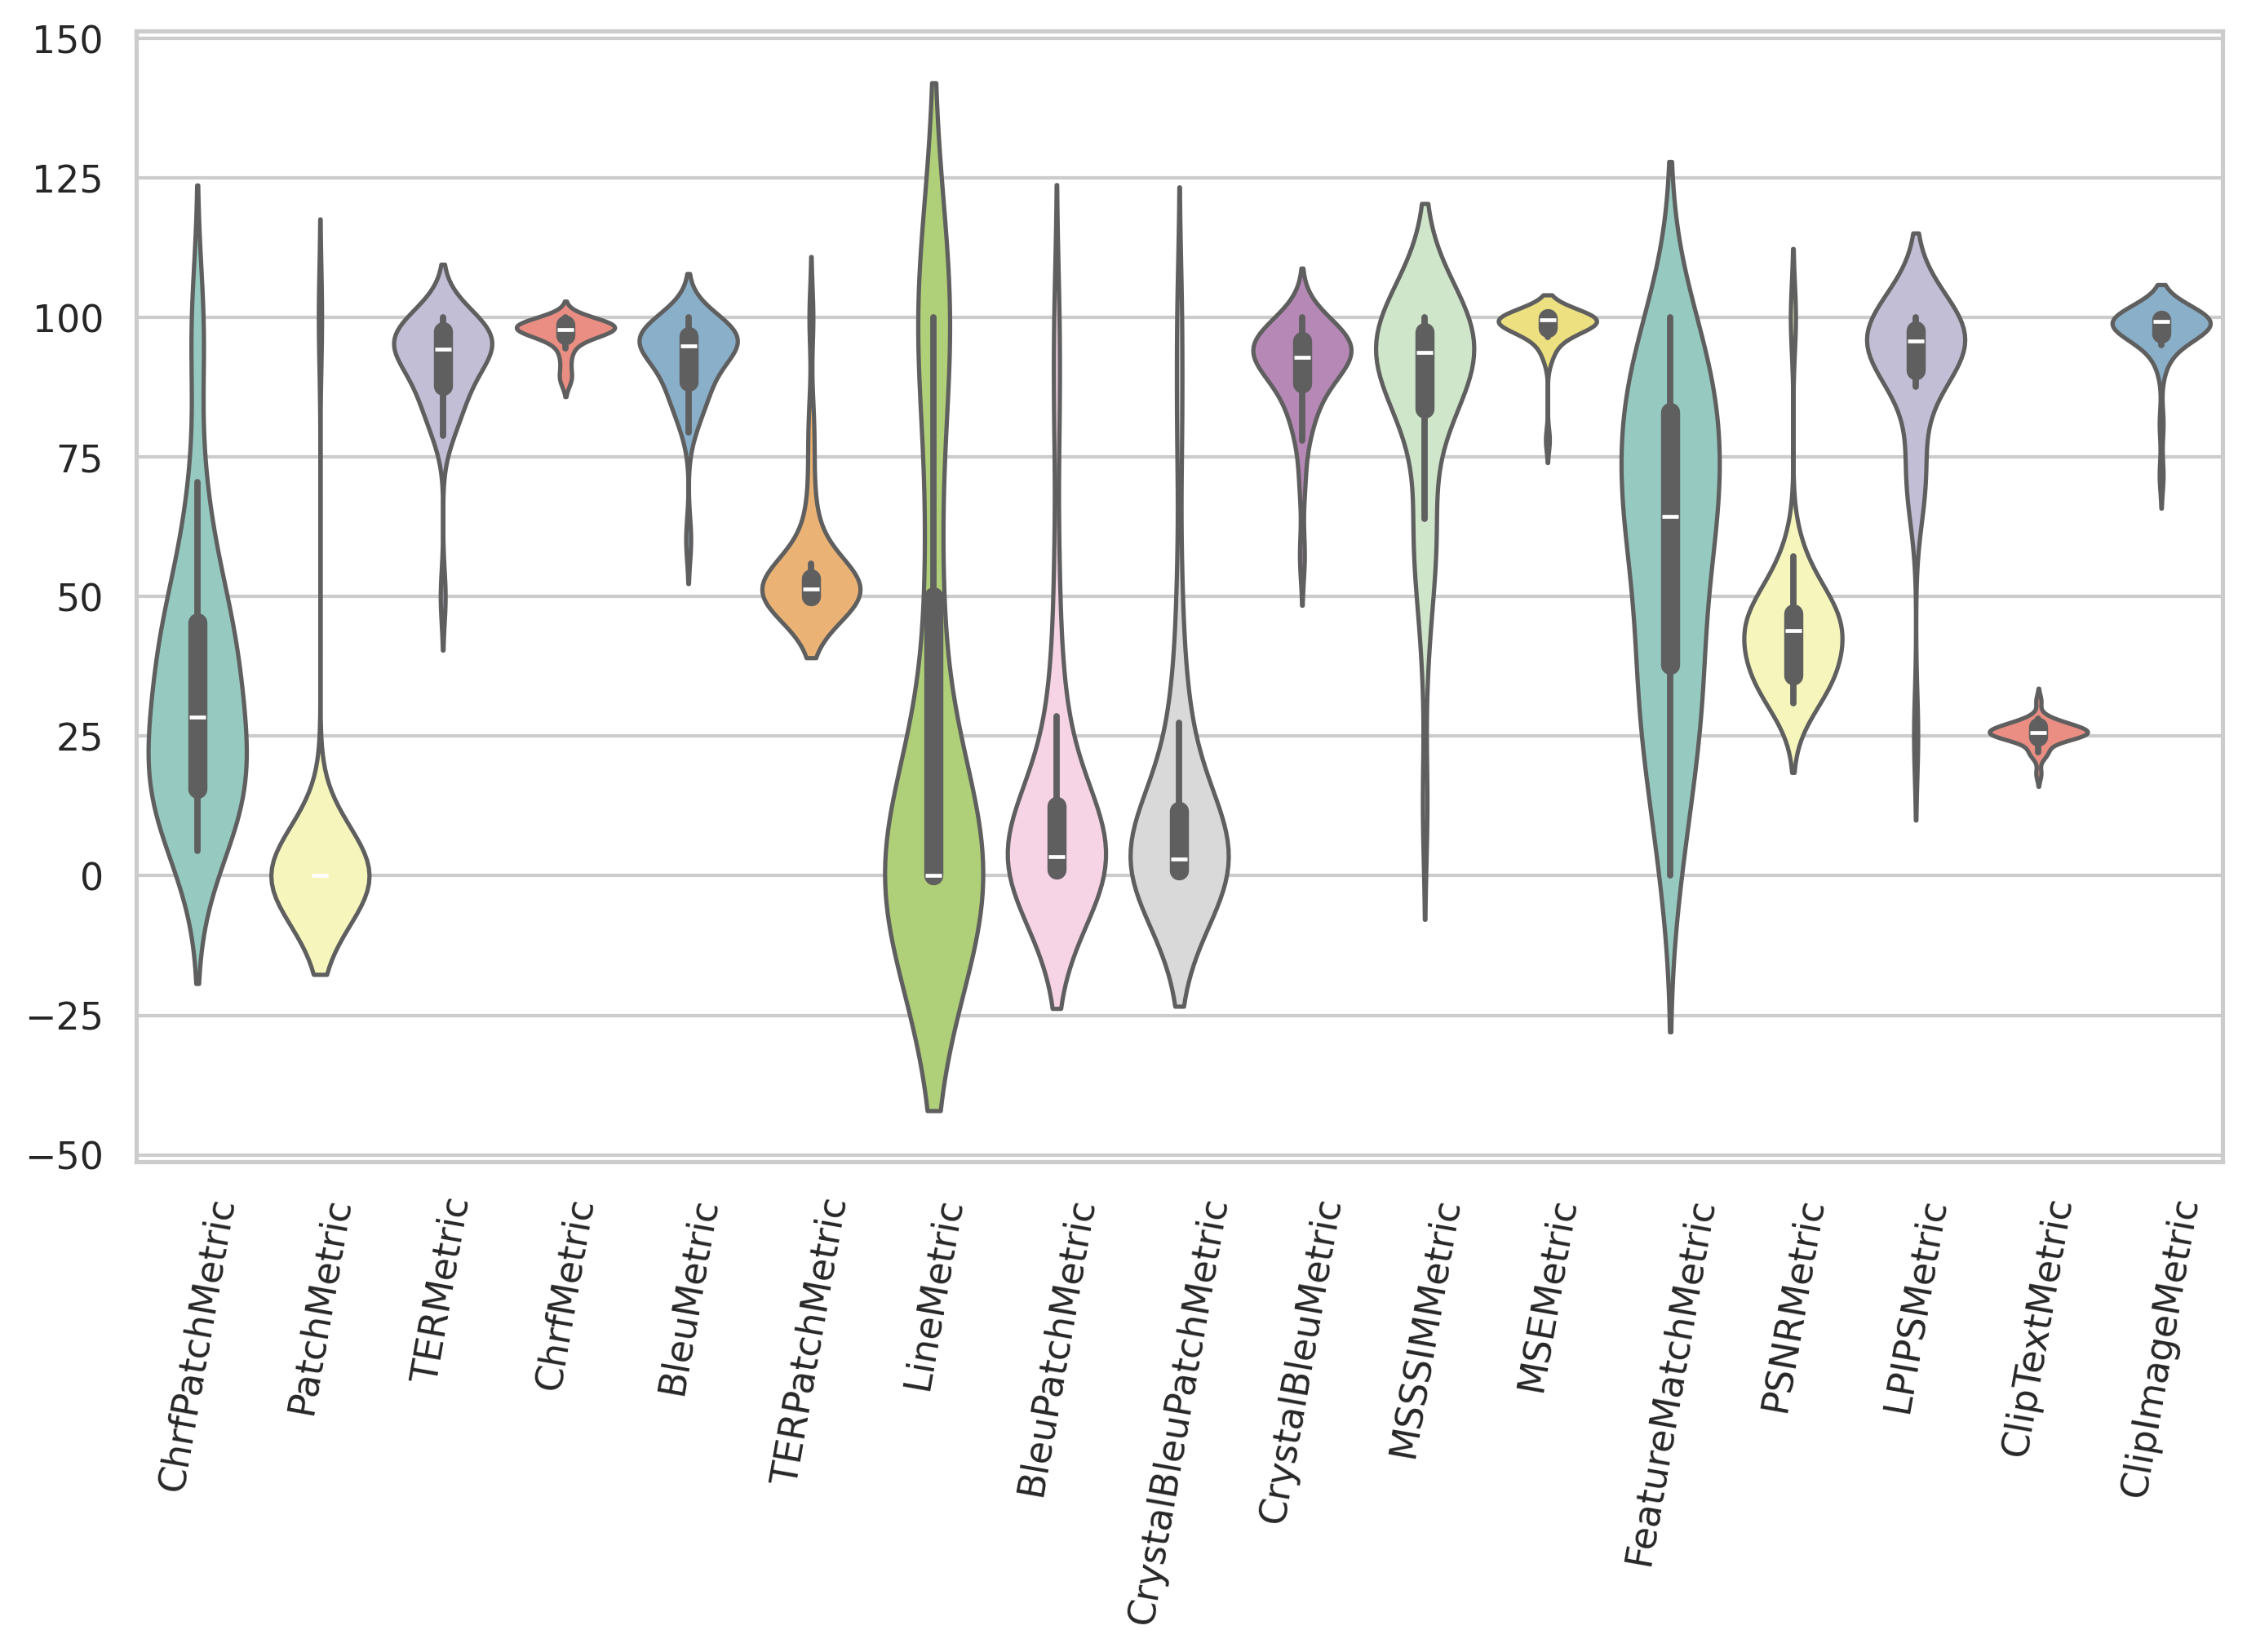 150
125
100
75
50
25
0
−25
−50
ChrfPatchMetric
PatchMetric
TERMetric
ChrfMetric
BleuMetric
TERPatchMetric
LineMetric
BleuPatchMetric
CrystalBleuPatchMetric
CrystalBleuMetric
MSSSIMMetric
MSEMetric
FeatureMatchMetric
PSNRMetric
LPIPSMetric
ClipTextMetric
ClipImageMetric